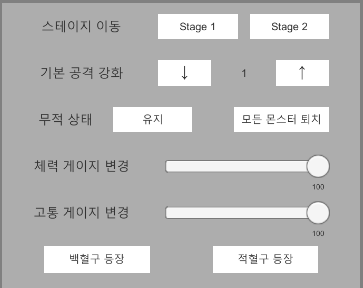 스테이지 이동 Stage 1 Stage 2
기본 공격 강화 ↓ 1 ↑
무적 상태 유지 모든 몬스터 퇴치
체력 게이지 변경
100
고통 게이지 변경
100
백혈구 등장 적혈구 등장